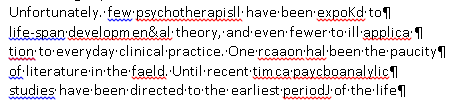 Unfortunately. few psychotherapisll have been expoKd to¶
life-span developmen&al theory, and even fewer to ill applica ¶
tion to everyday clinical practice. One rcaaon hal been the paucity¶
of literature in the faeld. Until recent timca paycboanalylic¶
studies have been directed to the earliest periodJ of the life¶